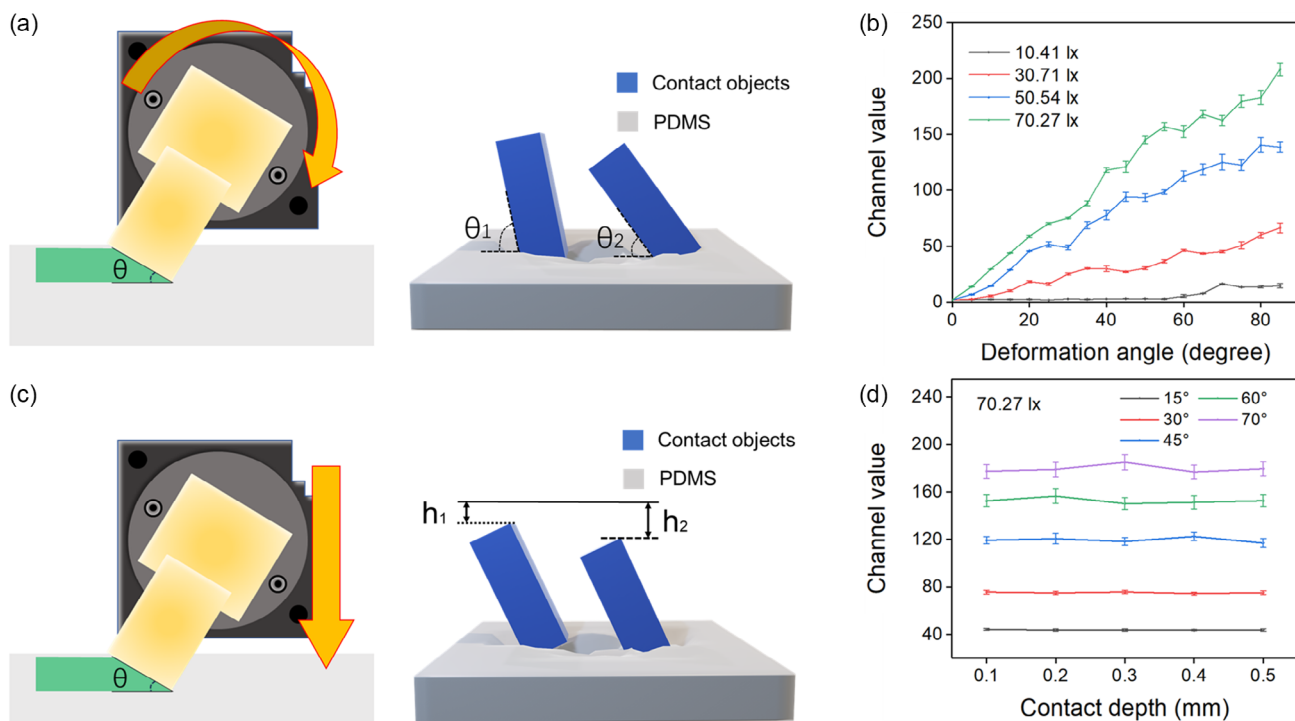 (a)
θ
Contact objects
PDMS
θ1
θ2
(b)
250
200
150
100
50
0
10.41 lx
30.71 lx
50.54 lx
70.27 lx
Channel value
0 20 40 60 80
Deformation angle (degree)
(c)
θ
Contact objects
PDMS
h1
h2
(d)
240
200
160
120
80
40
70.27 lx
15° 60°
30° 70°
45°
Channel value
0.1 0.2 0.3 0.4 0.5
Contact depth (mm)